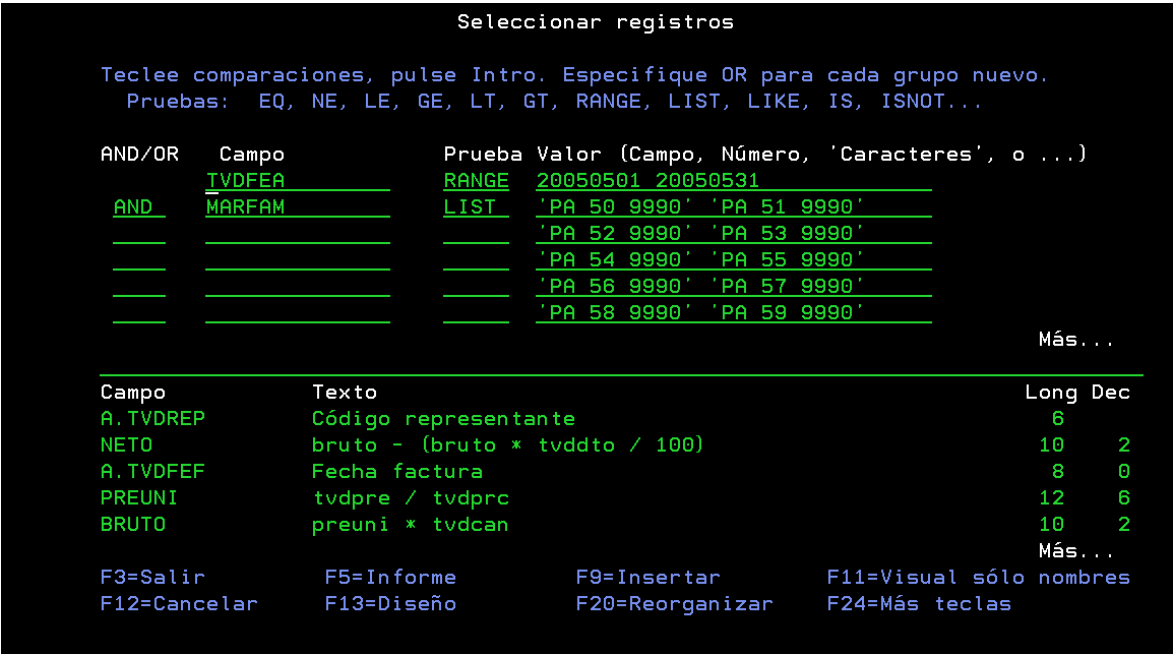 Seleccionar registros
Teclee comparaciones, pulse Intro. Especifique OR para cada grupo nuevo.
Pruebas: EQ, NE, LE, GE, LT, GT, RANGE, LIST, LIKE, IS, ISNOT...
AND/OR Campo Prueba Valor (Campo, Número, 'Caracteres', o ...)
TVDFEA RANGE 20050501 20050531
AND MARFAM LIST 'PA 50 9990' 'PA 51 9990'
'PA 52 9990' 'PA 53 9990'
'PA 54 9990' 'PA 55 9990'
'PA 56 9990' 'PA 57 9990'
'PA 58 9990' 'PA 59 9990'
Más...
Campo Texto Long Dec
A.TVDREP Código representante 6
NETO bruto - (bruto * tvddto / 100) 10 2
A.TVDFEF Fecha factura 8 0
PREUNI tvdpre / tvdprc 12 6
BRUTO preuni * tvdcan 10 2
Más...
F3=Salir F5=Informe F9=Insertar F11=Visual sólo nombres
F12=Cancelar F13=Diseño F20=Reorganizar F24=Más teclas